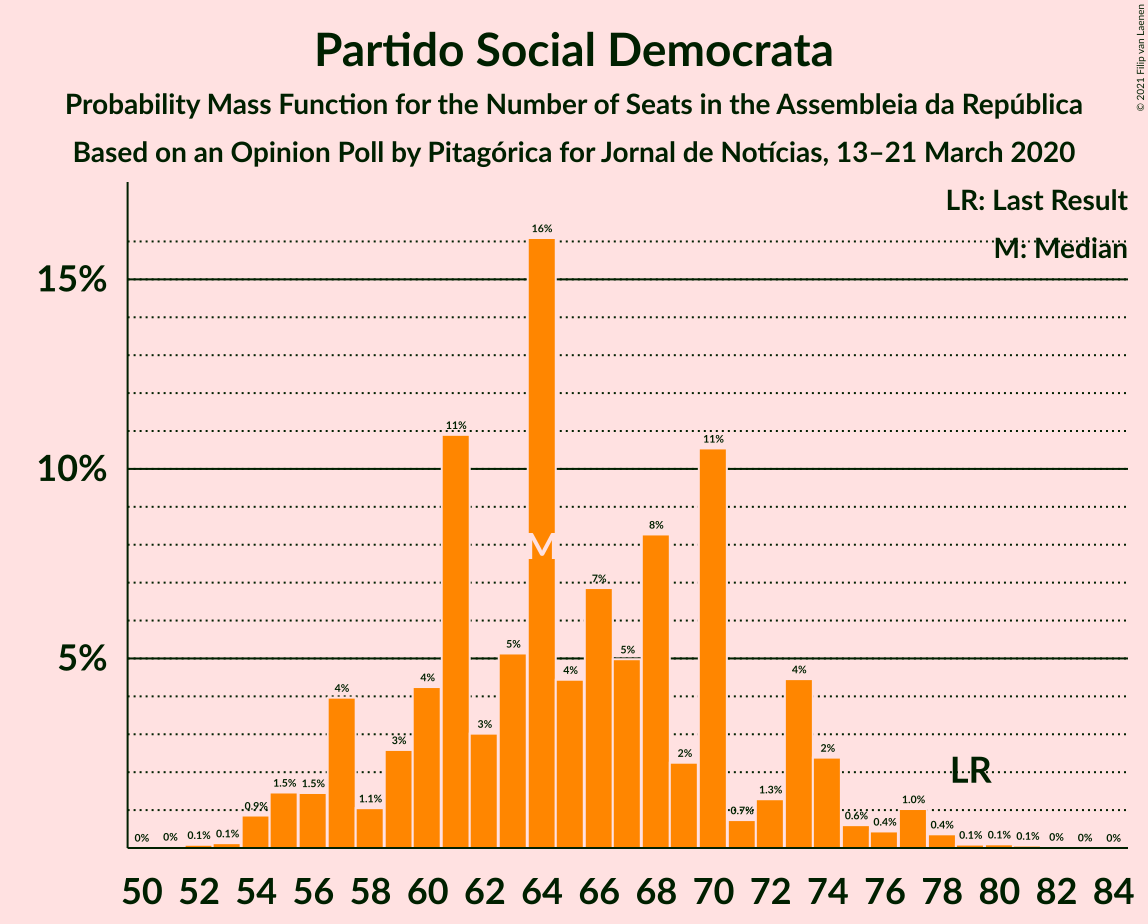 Partido Social Democrata
Probability Mass Function for the Number of Seats in the Assembleia da República
Based on an Opinion Poll by Pitagórica for Jornal de Notícias, 13–21 March 2020
© 2021 Filip van Laenen
LR: Last Result
M: Median
15%
10%
5%
0% 0% 0.1% 0.1% 0.9% 1.5% 1.5% 4% 1.1% 3% 4% 11% 3% 5% 16% 4% 7% 5% 8% 2% 11% 0.7% 1.3% 4% 2% 0.6% 0.4% 1.0% 0.4% 0.1% 0.1% 0.1% 0% 0% 0%
M
LR
50 52 54 56 58 60 62 64 66 68 70 72 74 76 78 80 82 84